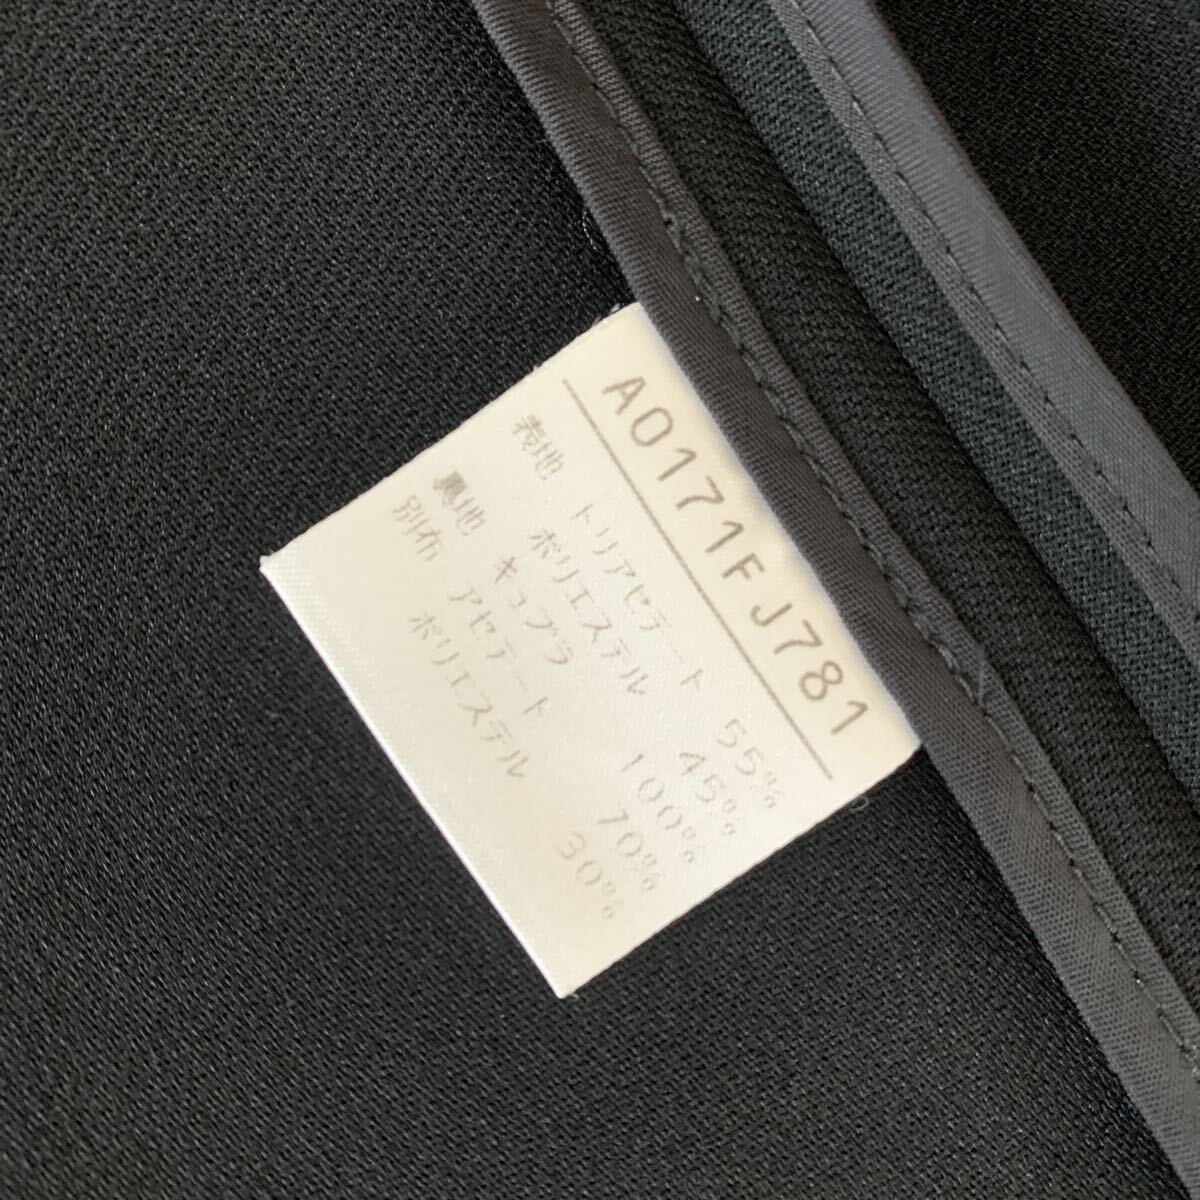 A0171FJ781
表地 トリアセテート 55%
ポリエステル 45%
裏地 キュプラ 100%
別布 アセテート 70%
ポリエステル 30%